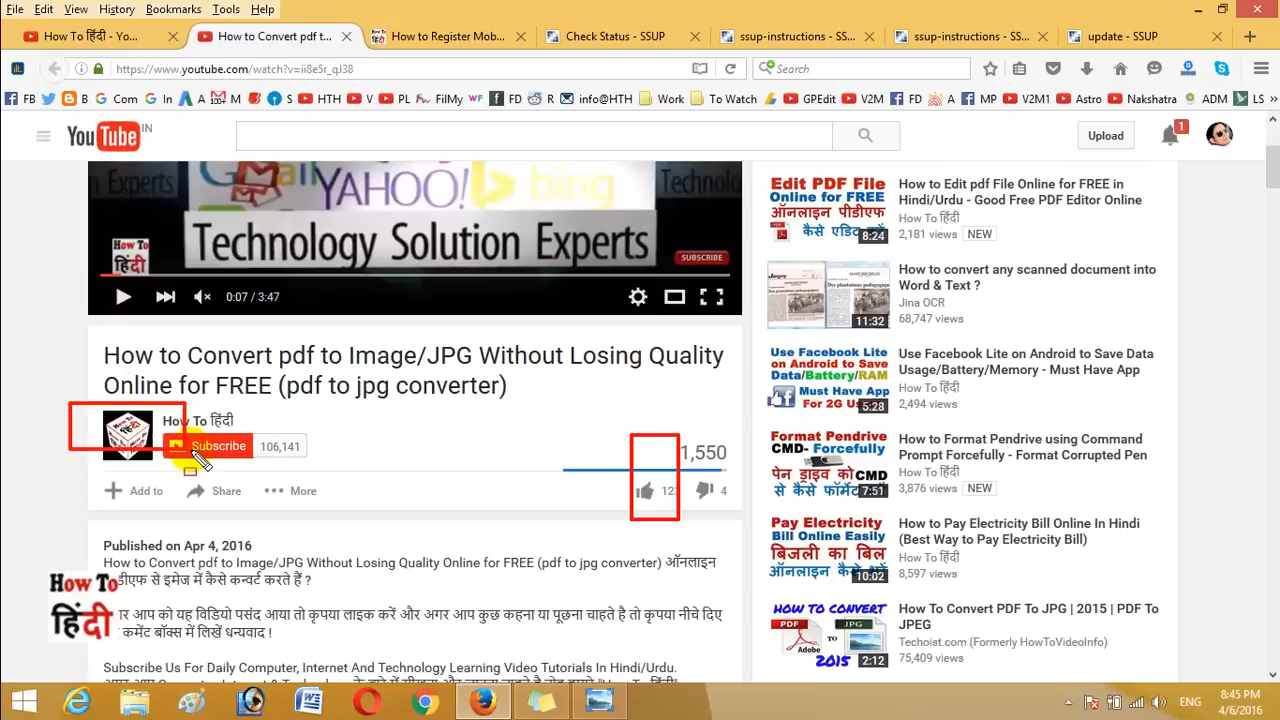 File Edit View History Bookmarks Tools Help
How To हिंदी - Yo...
How to Convert pdf t...
How to Register Mob...
Check Status - SSUP
ssup-instructions - S...
ssup-instructions - S...
update - SSUP
https://www.youtube.com/watch?v=ii8e5r_qJ38
Search
FB B Com In A M S HTH V PL FilMy FD R info@HTH Work To Watch GPEdit V2M FD A MP V2M1 Astro Nakshatra ADM LS
YouTube IN
Upload
1
Experts
Gmail YAHOO! bing
Technology
Technology Solution Experts
How To
हिंदी
SUBSCRIBE
0:07 / 3:47
How to Convert pdf to Image/JPG Without Losing Quality
Online for FREE (pdf to jpg converter)
How To हिंदी
Subscribe 106,141
1,550
Add to Share More
123 4
Published on Apr 4, 2016
How to Convert pdf to Image/JPG Without Losing Quality Online for FREE (pdf to jpg converter) ऑनलाइन
पीडीएफ से इमेज में कैसे कन्वर्ट करते हैं ?
आप को यह विडियो पसंद आया तो कृपया लाइक करें और अगर आप कुछ कहना या पूछना चाहते है तो कृपया नीचे दिए
कमेंट बॉक्स में लिखें धन्यवाद !
Subscribe Us For Daily Computer, Internet And Technology Learning Video Tutorials In Hindi/Urdu.
How To
हिंदी
Edit PDF File
Online for FREE
ऑनलाइन पीडीएफ
कैसे एडिट करें
8:24
How to Edit pdf File Online for FREE in
Hindi/Urdu - Good Free PDF Editor Online
How To हिंदी
2,181 views NEW
11:32
How to convert any scanned document into
Word & Text ?
Jina OCR
68,747 views
Use Facebook Lite
on Android to Save
Data/Battery/RAM
Must Have App
For 2G Users
5:28
Use Facebook Lite on Android to Save Data
Usage/Battery/Memory - Must Have App
How To हिंदी
2,494 views
Format Pendrive using
CMD- Forcefully
पेन ड्राइव को CMD
से कैसे फॉर्मेट
7:51
How to Format Pendrive using Command
Prompt Forcefully - Format Corrupted Pen
How To हिंदी
3,876 views NEW
Pay Electricity
Bill Online Easily
बिजली का बिल
ऑनलाइन कैसे
10:02
How to Pay Electricity Bill Online In Hindi
(Best Way to Pay Electricity Bill)
How To हिंदी
8,597 views
HOW TO CONVERT
PDF JPG
Adobe TO
2015
2:12
How To Convert PDF To JPG | 2015 | PDF To
JPEG
Techoist.com (Formerly HowToVideoInfo)
75,409 views
ENG
8:45 PM
4/6/2016